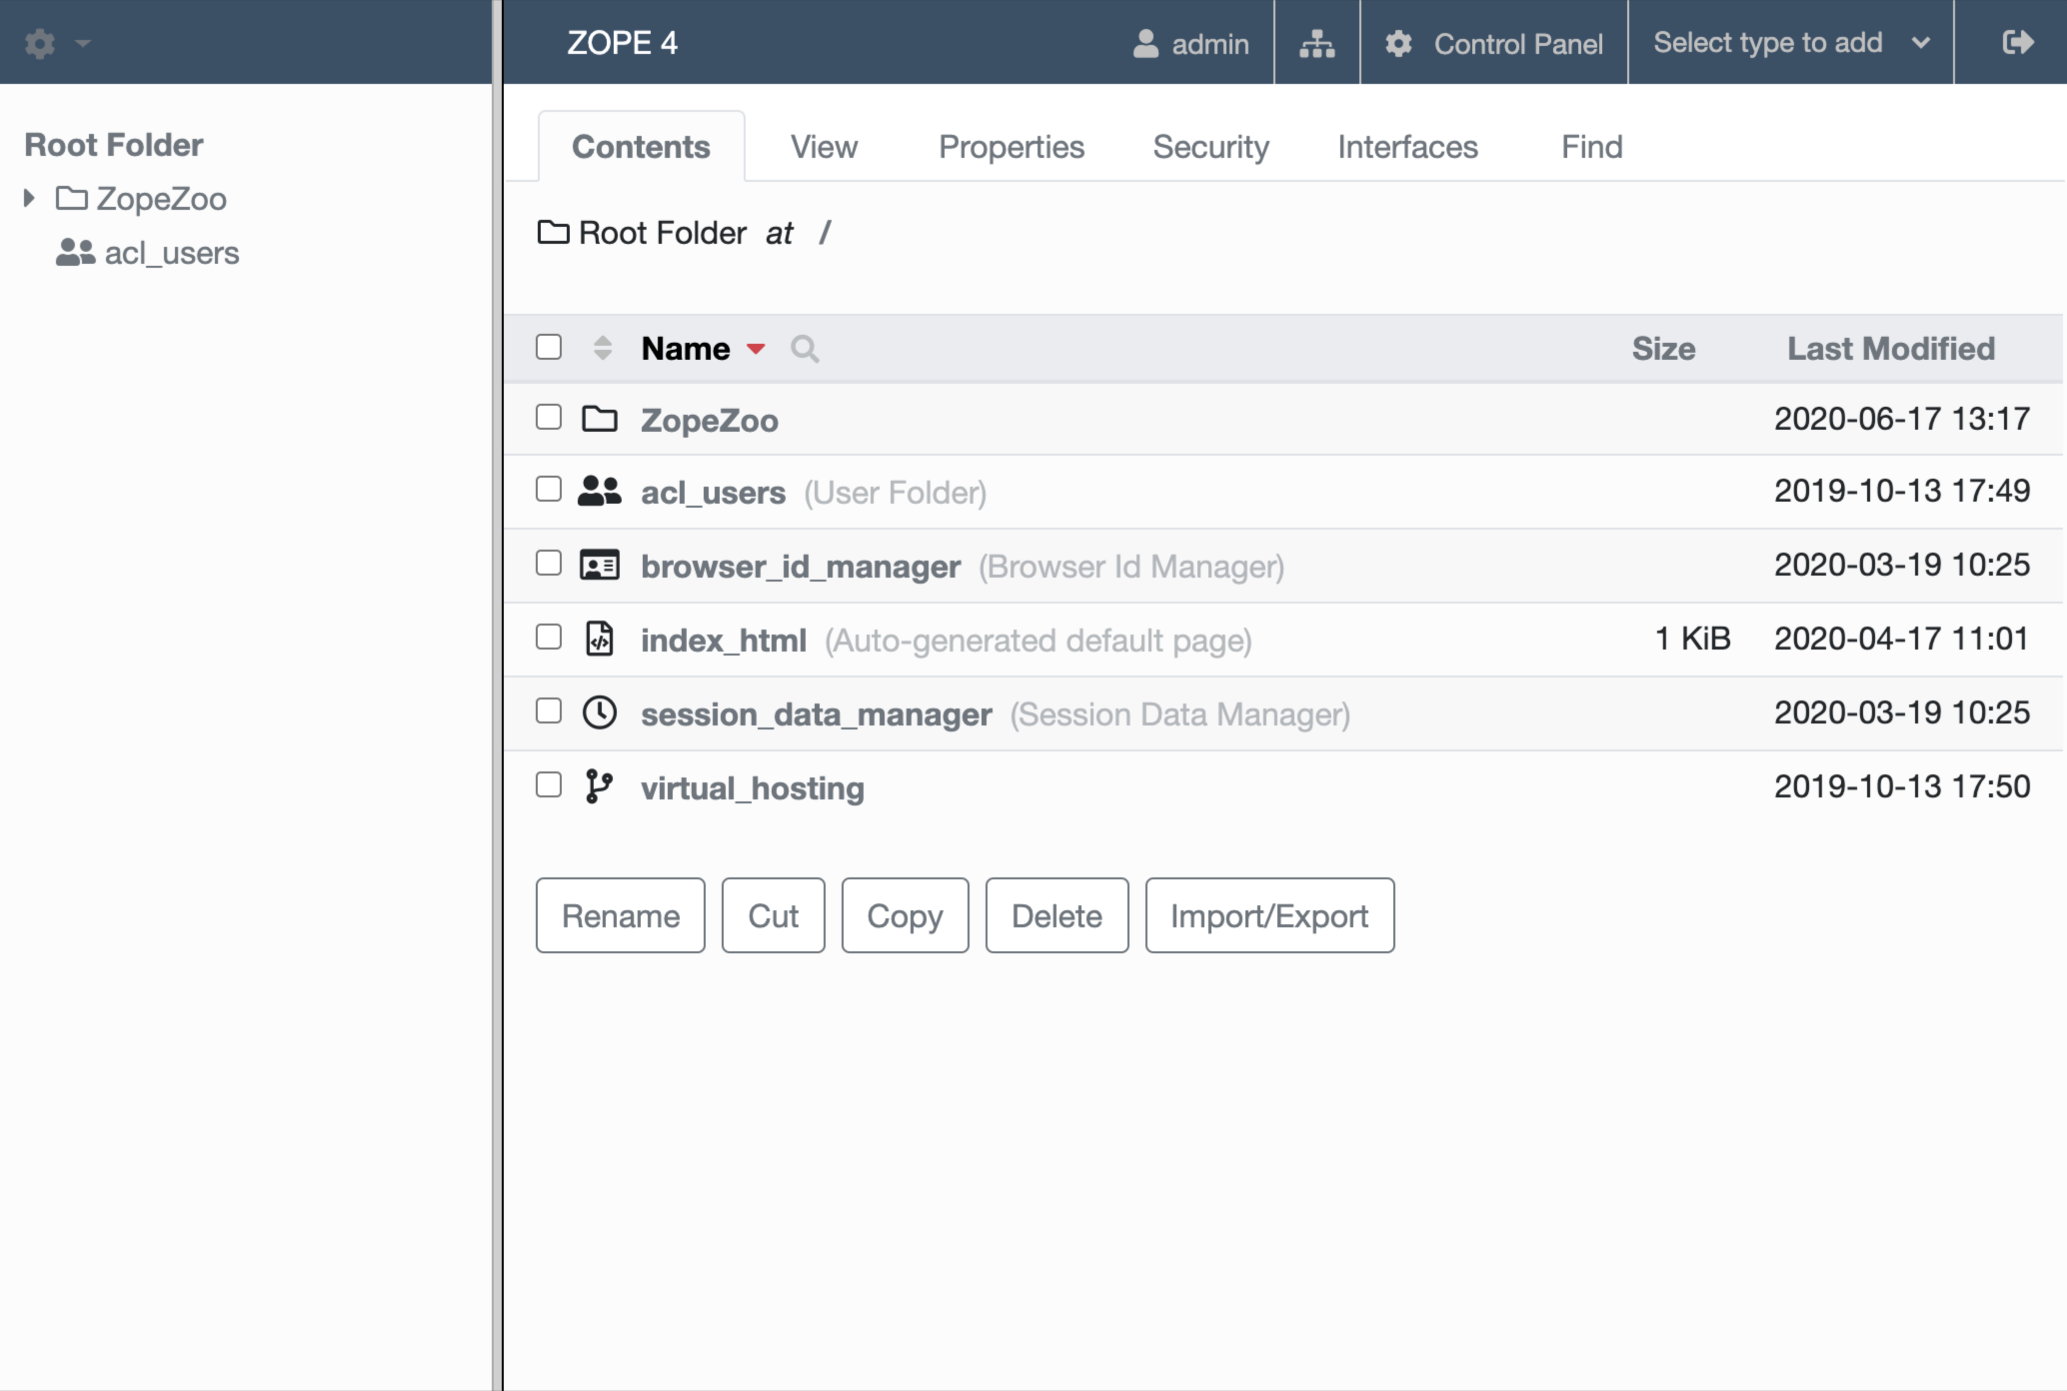 ZOPE 4 admin Control Panel Select type to add
Root Folder
ZopeZoo
acl_users
Contents View Properties Security Interfaces Find
Root Folder at /
Name Size Last Modified
ZopeZoo 2020-06-17 13:17
acl_users (User Folder) 2019-10-13 17:49
browser_id_manager (Browser Id Manager) 2020-03-19 10:25
index_html (Auto-generated default page) 1 KiB 2020-04-17 11:01
session_data_manager (Session Data Manager) 2020-03-19 10:25
virtual_hosting 2019-10-13 17:50
Rename Cut Copy Delete Import/Export